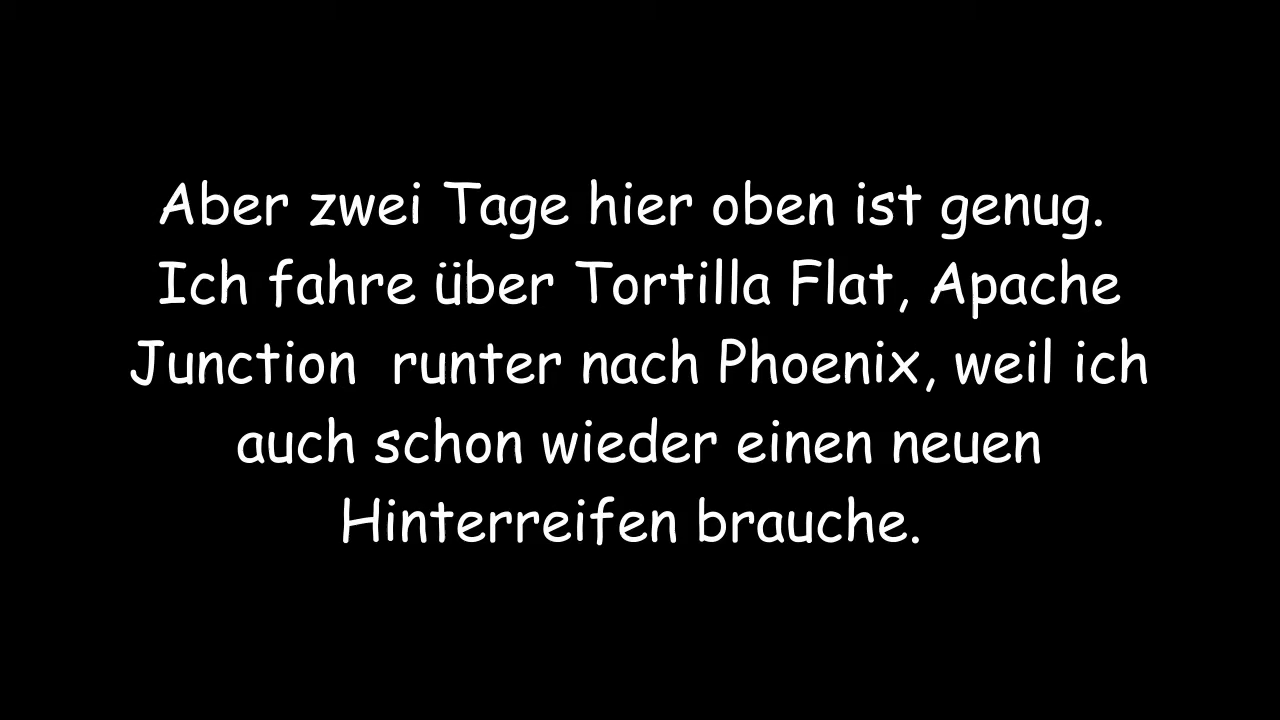 Aber zwei Tage hier oben ist genug.
Ich fahre über Tortilla Flat, Apache
Junction  runter nach Phoenix, weil ich
auch schon wieder einen neuen
Hinterreifen brauche.